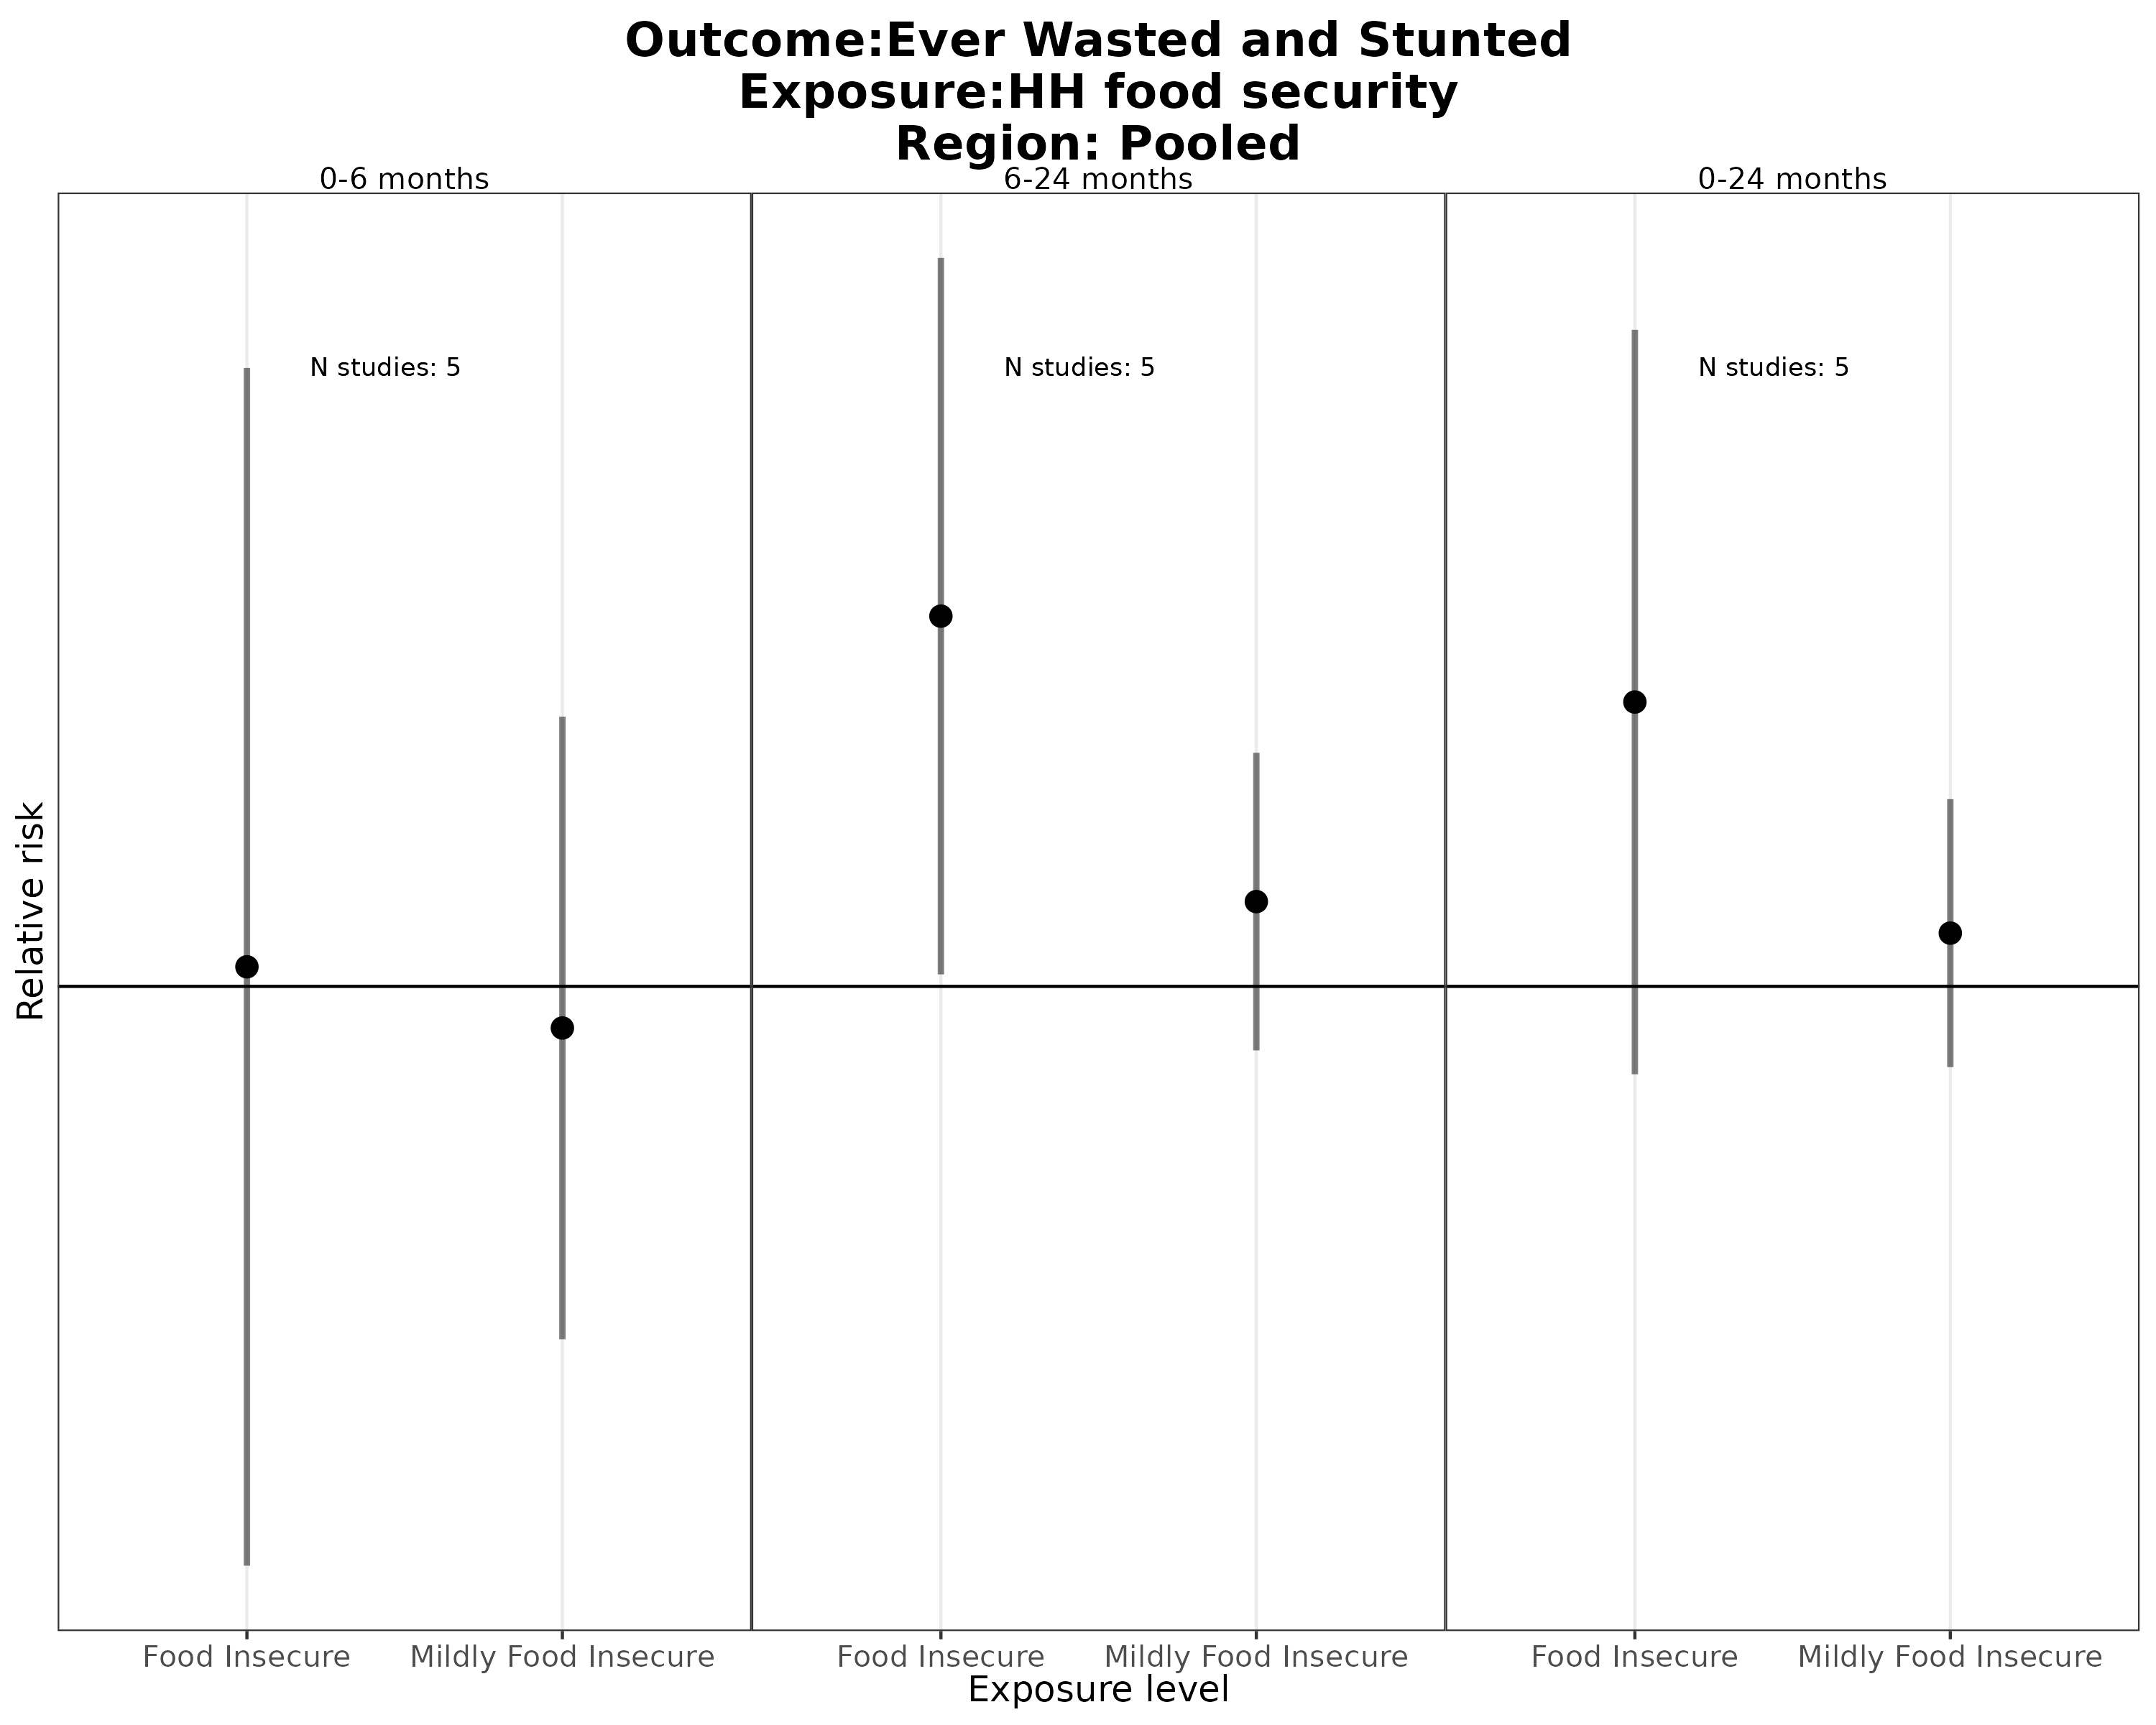 Outcome:Ever Wasted and Stunted
Exposure:HH food security
Region: Pooled
0-6 months
6-24 months
0-24 months
N studies: 5
N studies: 5
N studies: 5
Relative risk
Food Insecure
Mildly Food Insecure
Food Insecure
Mildly Food Insecure
Food Insecure
Mildly Food Insecure
Exposure level